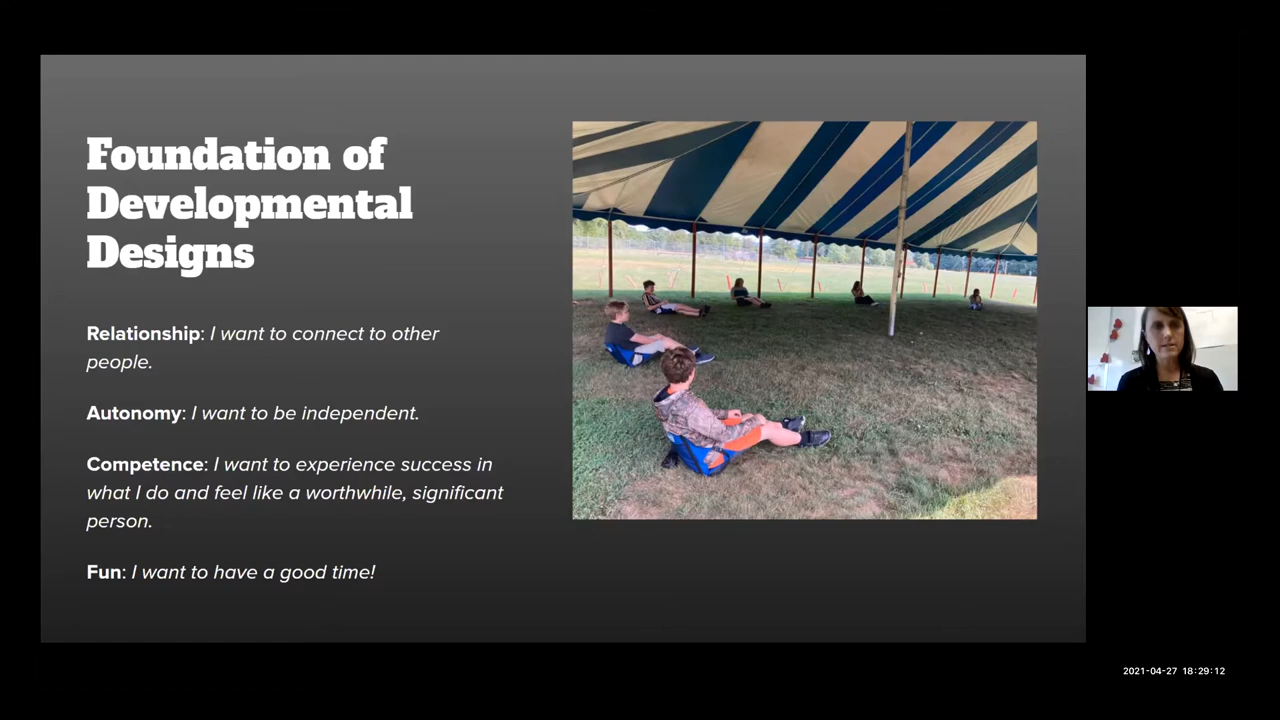 Foundation of
Developmental
Designs
Relationship: I want to connect to other
people.
Autonomy: I want to be independent.
Competence: I want to experience success in
what I do and feel like a worthwhile, significant
person.
Fun: I want to have a good time!
2021-04-27 18:29:12